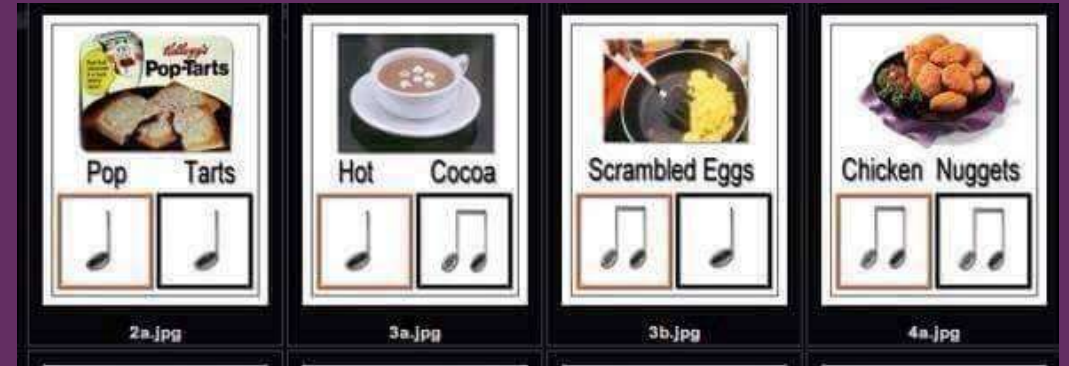 Kellogg's
Pop-Tarts
Pop Tarts
Hot Cocoa
Scrambled Eggs
Chicken Nuggets
2a.jpg
3a.jpg
3b.jpg
4a.jpg